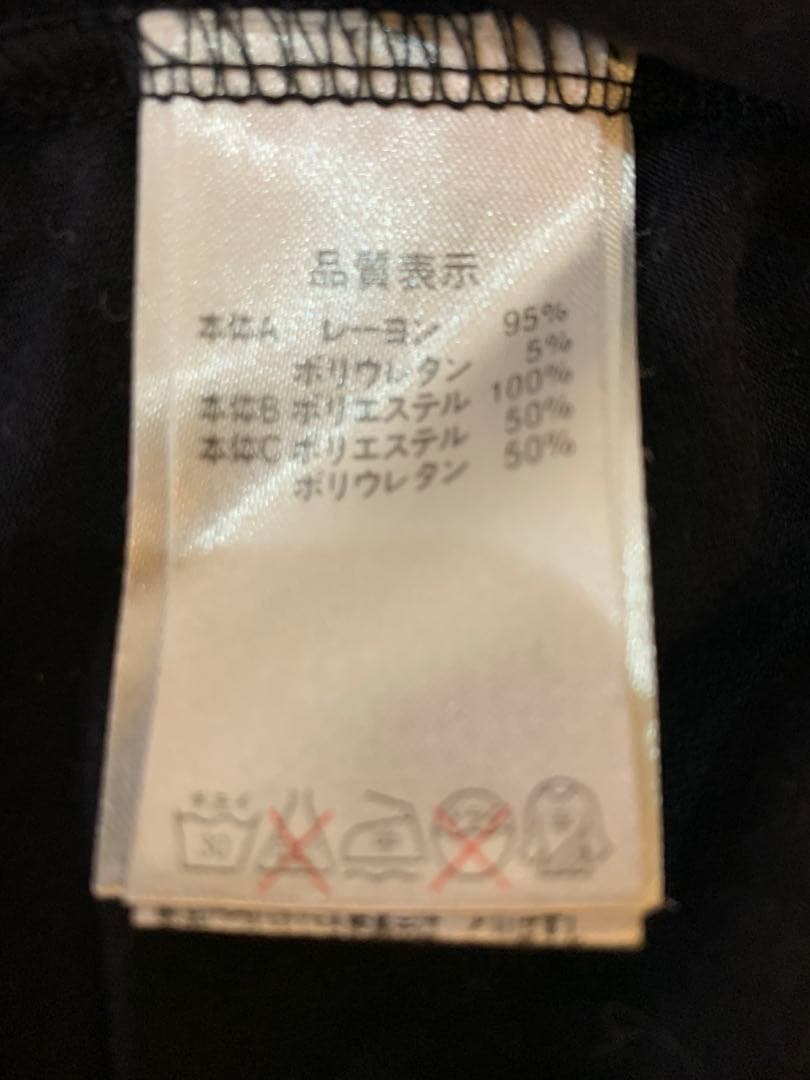 品質表示
本体A レーヨン 95%
ポリウレタン 5%
本体B ポリエステル 100%
本体C ポリエステル 50%
ポリウレタン 50%
30